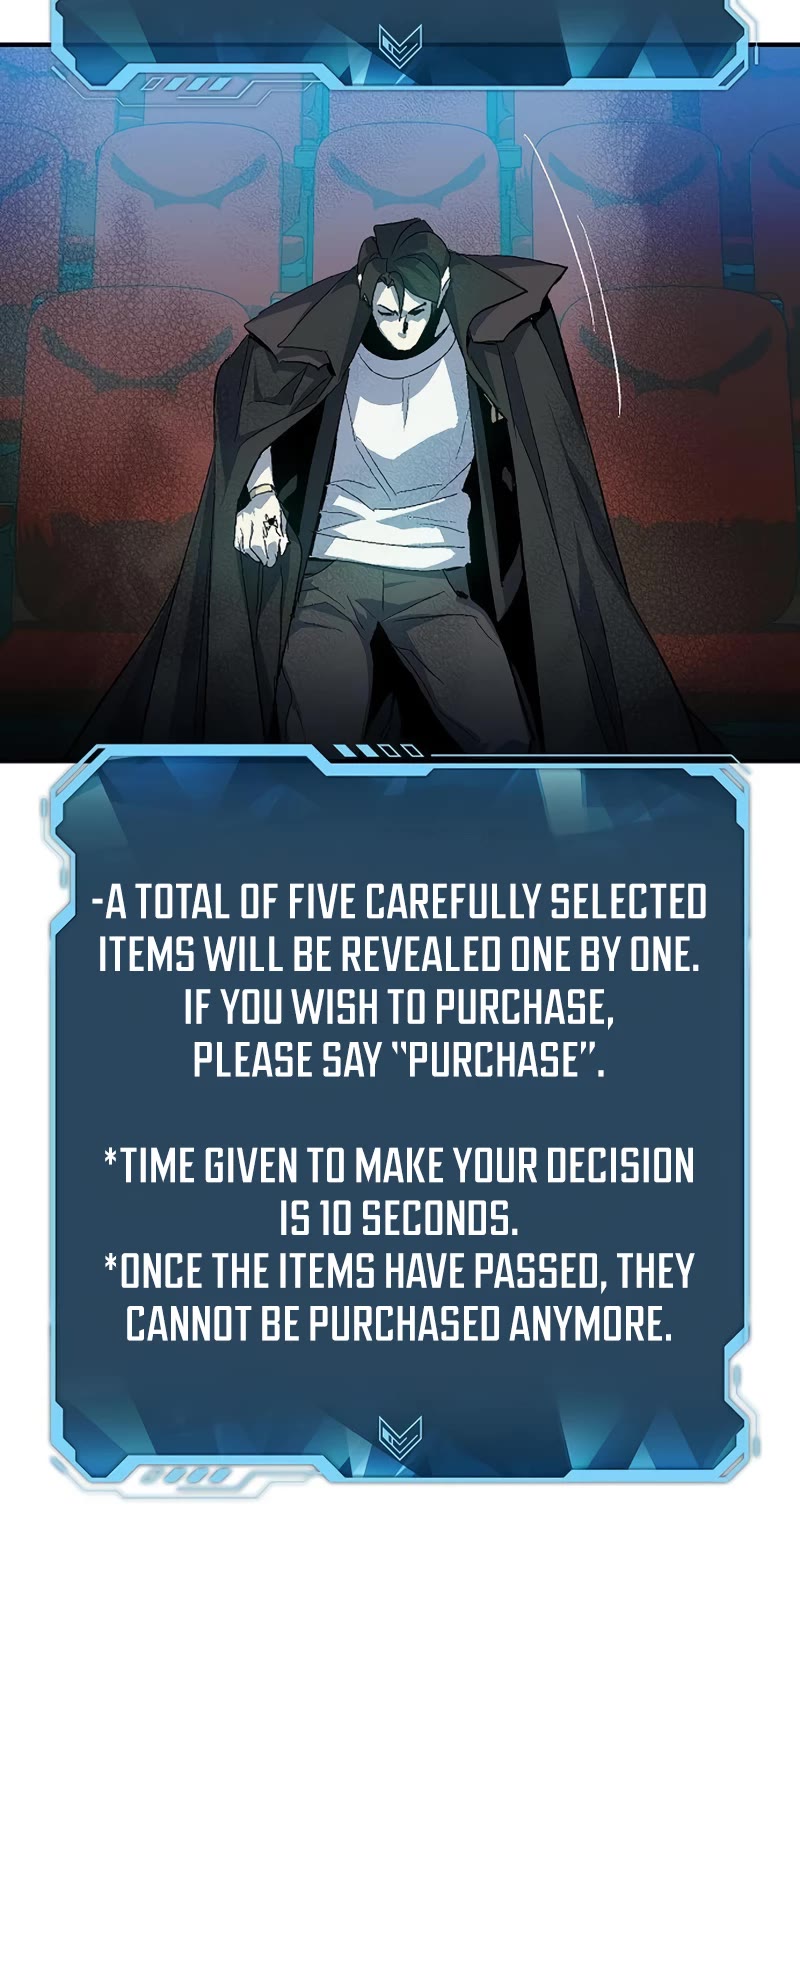 -A TOTAL OF FIVE CAREFULLY SELECTED
ITEMS WILL BE REVEALED ONE BY ONE.
IF YOU WISH TO PURCHASE,
PLEASE SAY “PURCHASE”.
*TIME GIVEN TO MAKE YOUR DECISION
IS 10 SECONDS.
*ONCE THE ITEMS HAVE PASSED, THEY
CANNOT BE PURCHASED ANYMORE.